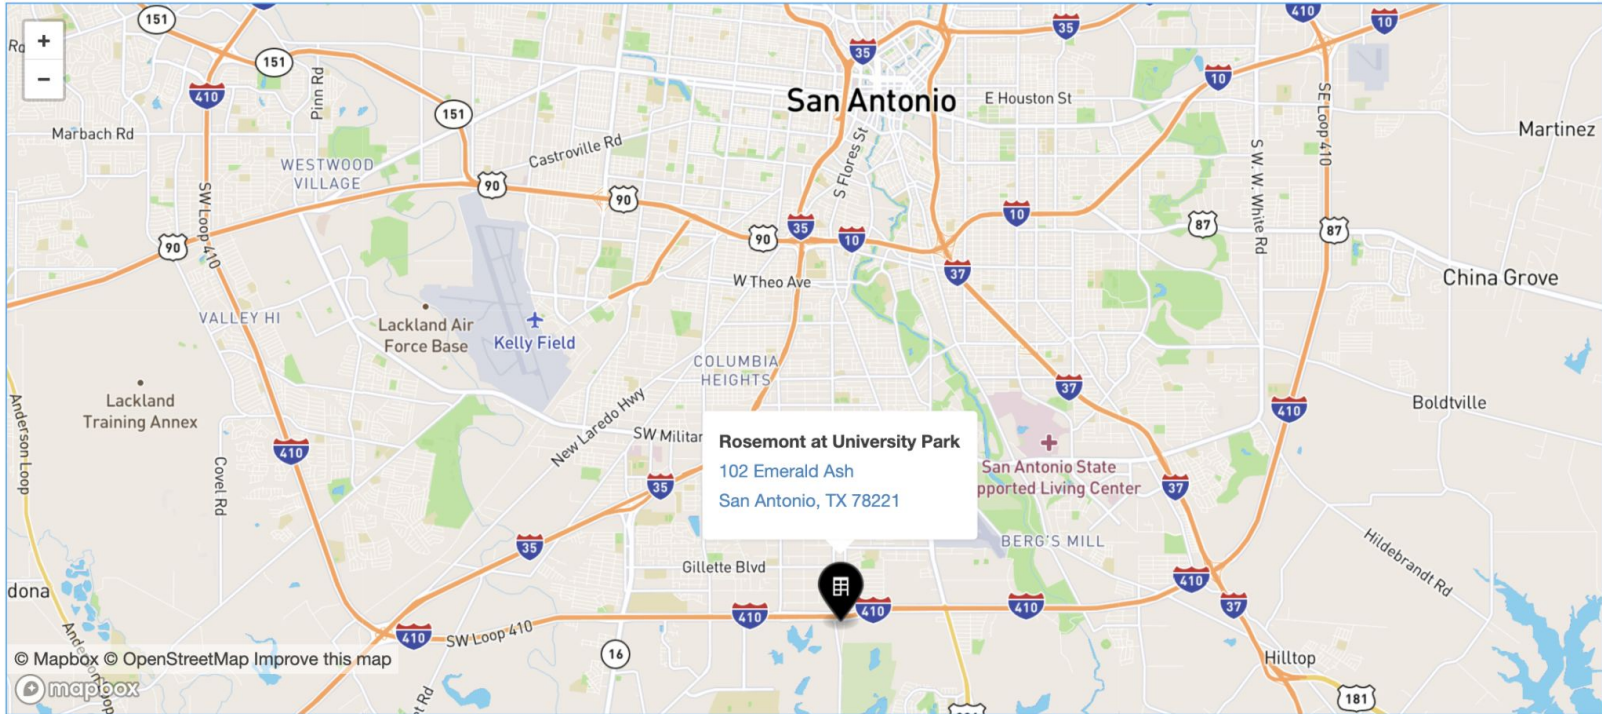 151
410
35
410
10
Rd
+
−
151
Pinn Rd
410
151
35
San Antonio
E Houston St
10
SE Loop 410
Martinez
Marbach Rd
WESTWOOD
VILLAGE
Castroville Rd
S Flores St
S W. W. White Rd
90
90
SW Loop 410
90
90
35
10
10
87
87
37
W Theo Ave
China Grove
VALLEY HI
Lackland Air
Force Base
Kelly Field
COLUMBIA
HEIGHTS
37
Lackland
Training Annex
Anderson Loop
New Laredo Hwy
410
Boldtville
SW Militar
Rosemont at University Park
102 Emerald Ash
San Antonio, TX 78221
San Antonio State
pported Living Center
410
Covel Rd
35
37
35
BERG'S MILL
Hildebrandt Rd
Gillette Blvd
dona
410
410
410
410
37
410
SW Loop 410
16
Hilltop
181
© Mapbox © OpenStreetMap Improve this map
mapbox